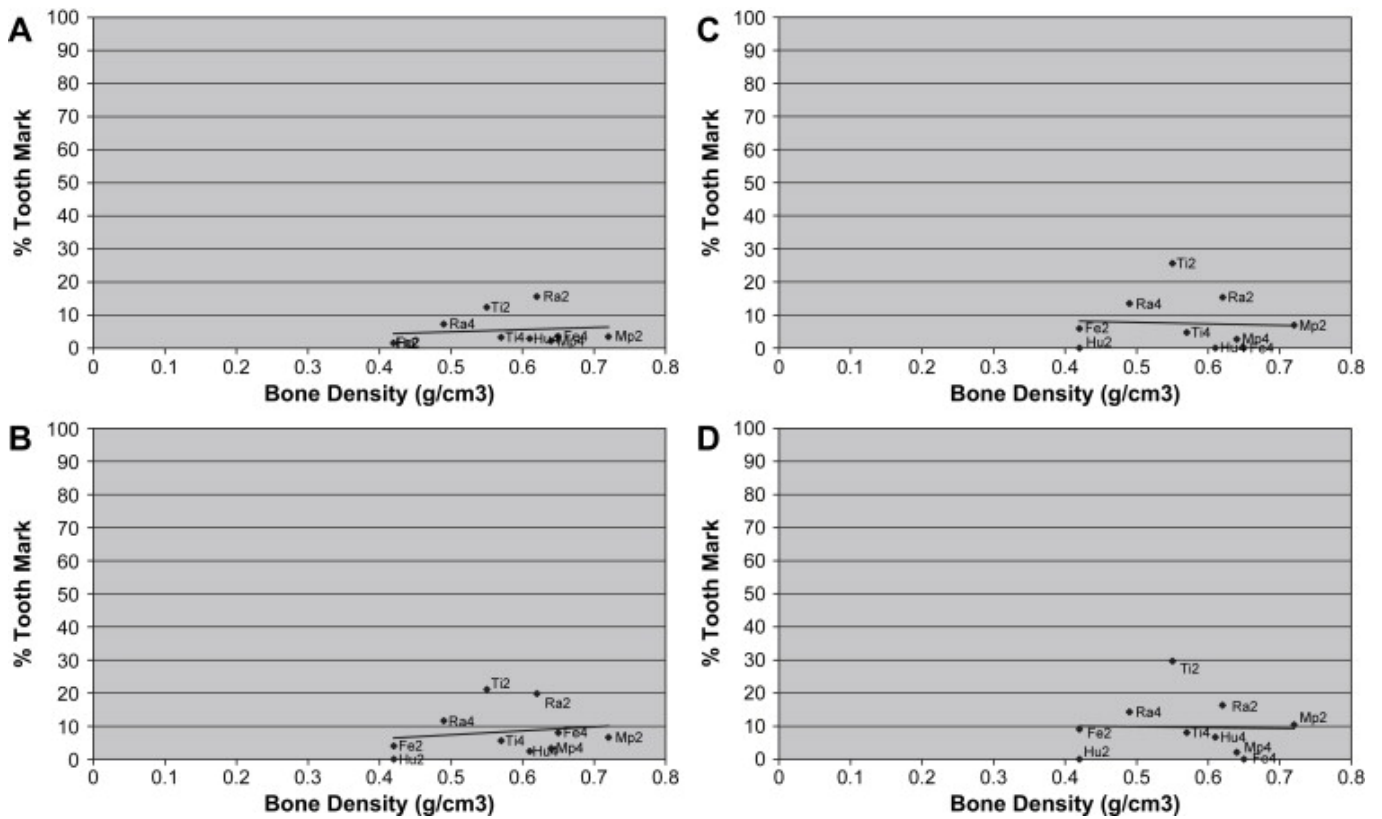 A
% Tooth Mark
100
90
80
70
60
50
40
30
20
10
0
Ra2
Ti2
Ra4
Ti4
Hu4
Fe4
Mp4
Mp2
0 0.1 0.2 0.3 0.4 0.5 0.6 0.7 0.8
Bone Density (g/cm3)
C
% Tooth Mark
100
90
80
70
60
50
40
30
20
10
0
Ti2
Ra4
Ra2
Fe2
Ti4
Mp2
Mp4
Hu2
Hu4
Fe4
0 0.1 0.2 0.3 0.4 0.5 0.6 0.7 0.8
Bone Density (g/cm3)
B
% Tooth Mark
100
90
80
70
60
50
40
30
20
10
0
Ti2
Ra2
Ra4
Fe4
Ti4
Mp2
Fe2
Hu4
Mp4
Hu2
0 0.1 0.2 0.3 0.4 0.5 0.6 0.7 0.8
Bone Density (g/cm3)
D
% Tooth Mark
100
90
80
70
60
50
40
30
20
10
0
Ti2
Ra4
Ra2
Mp2
Fe2
Ti4
Hu4
Mp4
Hu2
Fe4
0 0.1 0.2 0.3 0.4 0.5 0.6 0.7 0.8
Bone Density (g/cm3)